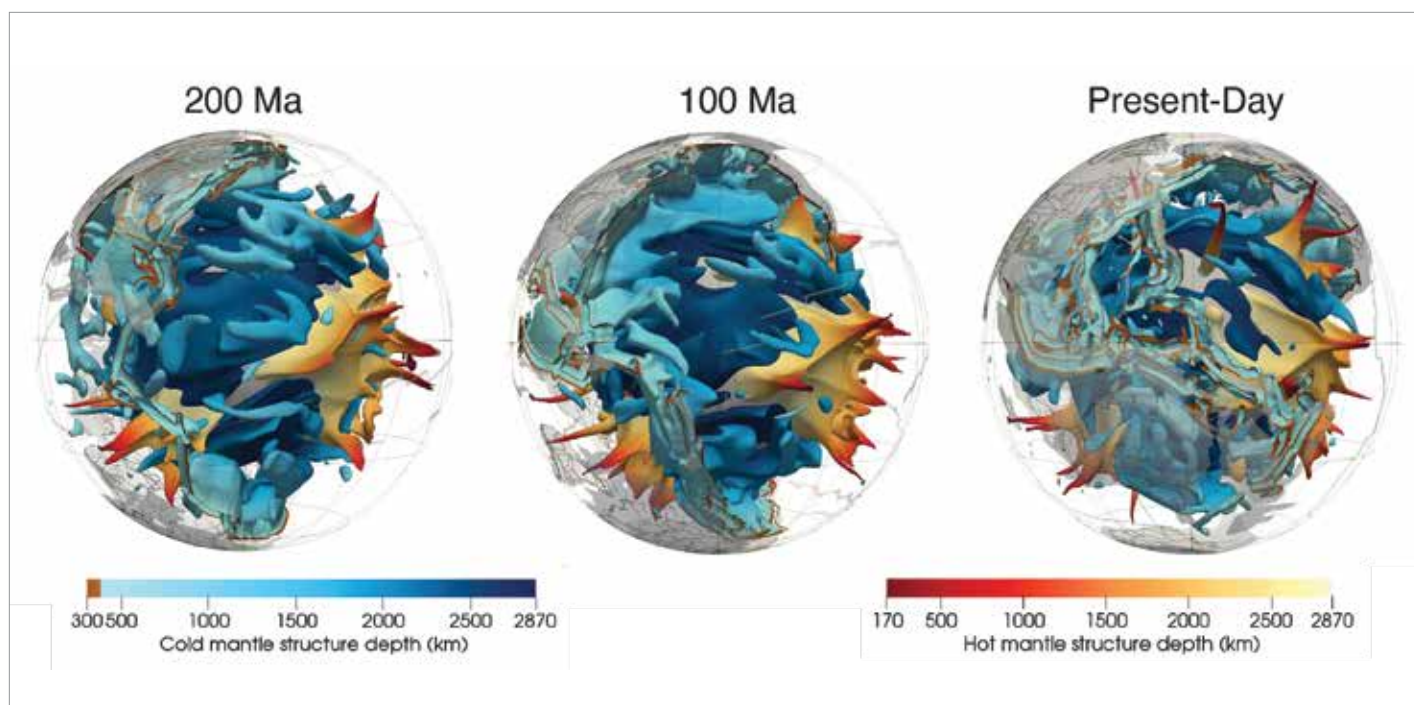 200 Ma
100 Ma
Present-Day
300 500 1000 1500 2000 2500 2870
Cold mantle structure depth (km)
170 500 1000 1500 2000 2500 2870
Hot mantle structure depth (km)